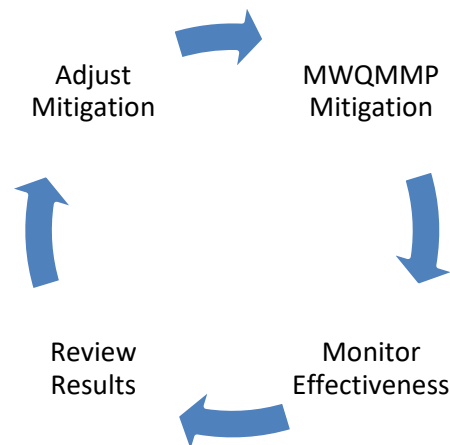 Adjust
Mitigation
MWQMMP
Mitigation
Review
Results
Monitor
Effectiveness